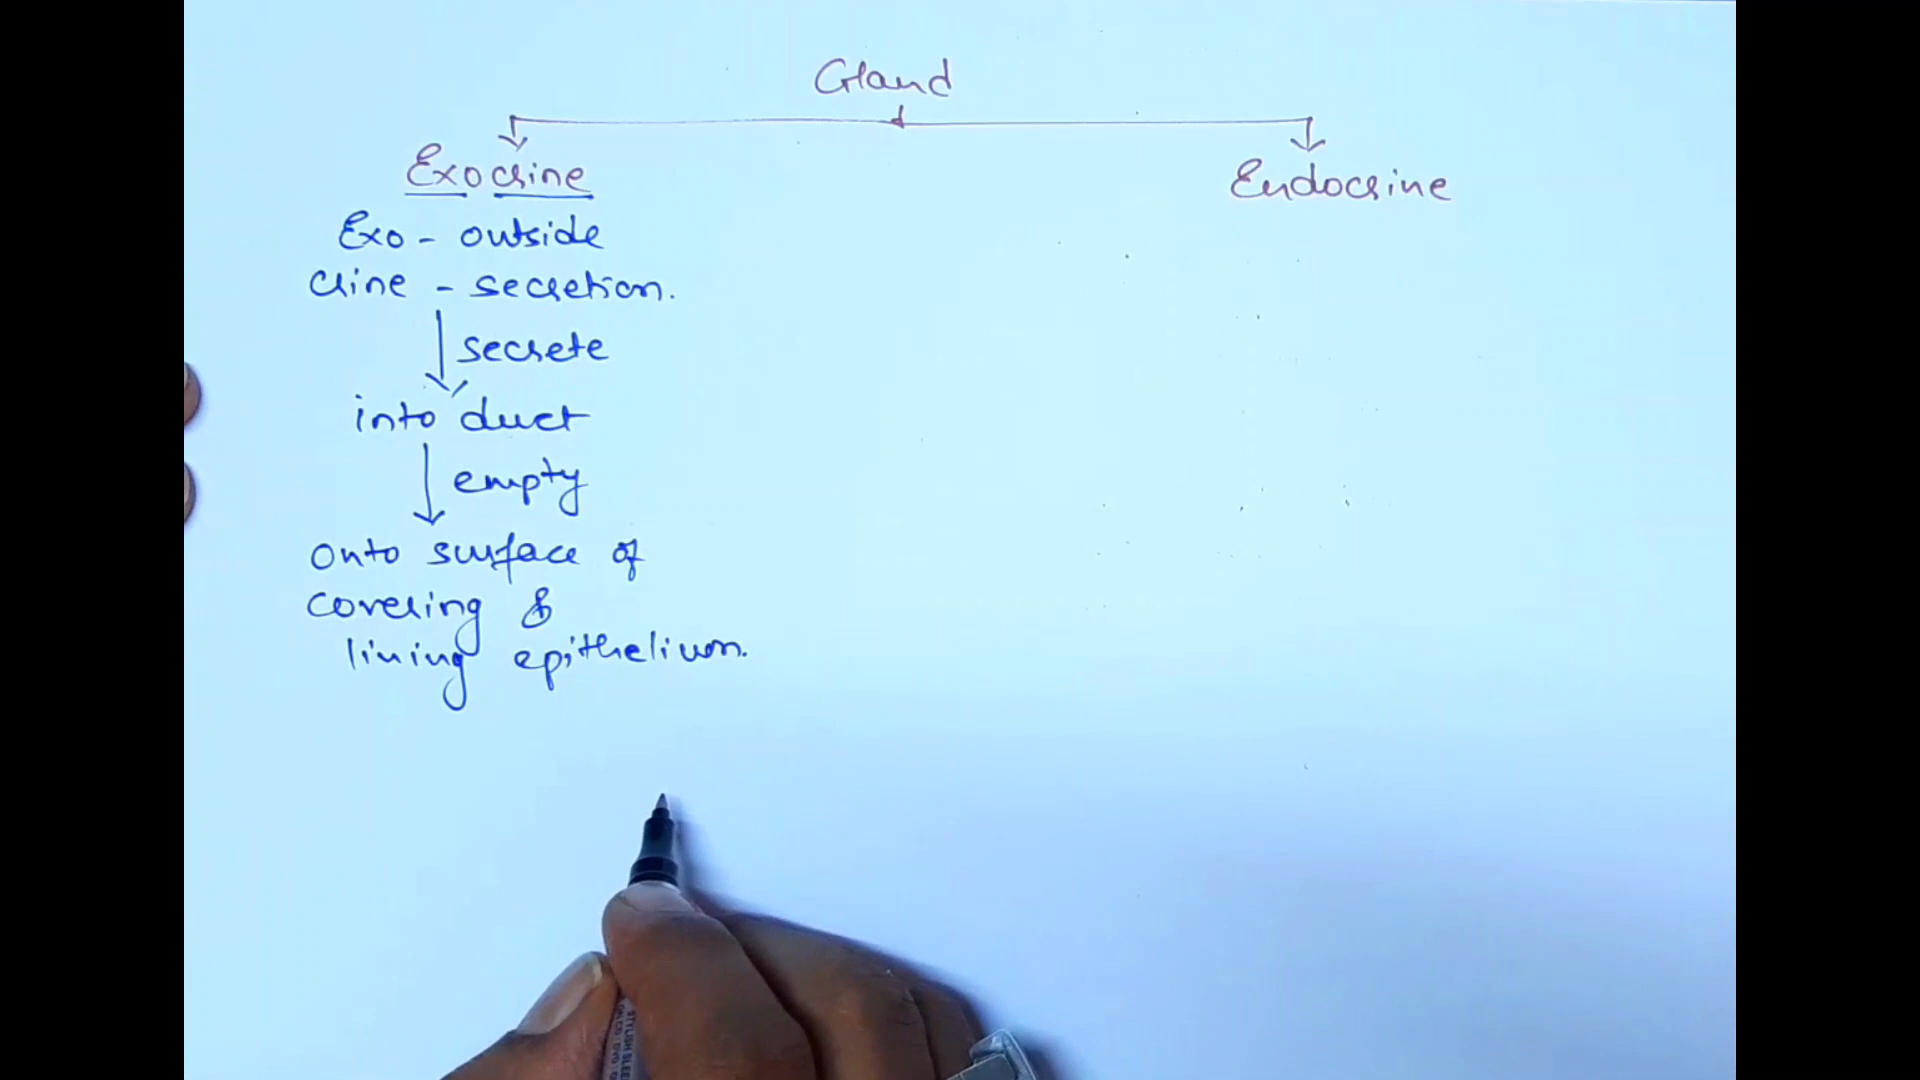 Gland
Exocrine
Endocrine
Exo - outside
crine - secretion.
secrete
into duct
empty
onto surface of
covering &
lining epithelium.